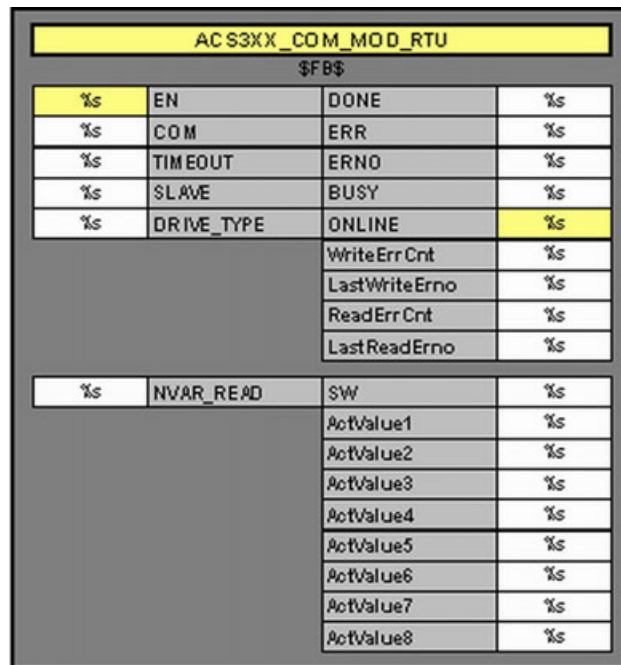 ACS3XX_COM_MOD_RTU
$FB$
%s EN DONE %s
%s COM ERR %s
%s TIMEOUT ERNO %s
%s SLAVE BUSY %s
%s DRIVE_TYPE ONLINE %s
WriteErrCnt %s
LastWriteErno %s
ReadErrCnt %s
LastReadErno %s
%s NVAR_READ SW %s
ActValue1 %s
ActValue2 %s
ActValue3 %s
ActValue4 %s
ActValue5 %s
ActValue6 %s
ActValue7 %s
ActValue8 %s